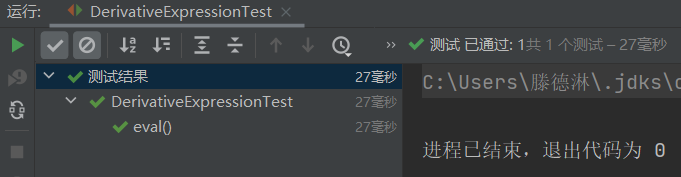 运行: DerivativeExpressionTest ×
» 测试 已通过: 1共 1 个测试 – 27毫秒
测试结果 27毫秒
DerivativeExpressionTest 27毫秒
eval() 27毫秒
C:\Users\滕德淋\.jdks\
进程已结束，退出代码为 0